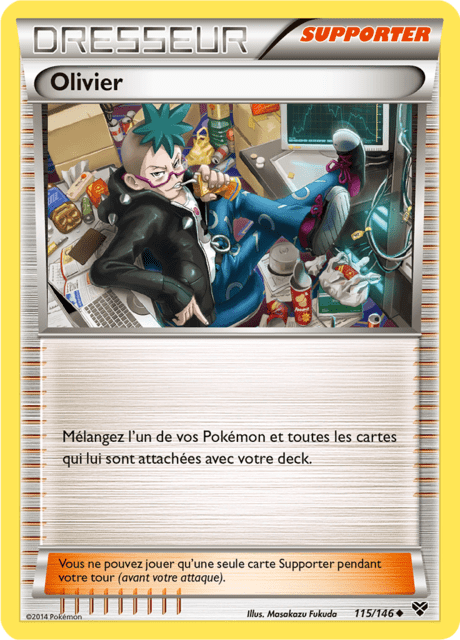 DRESSEUR
SUPPORTER
Olivier
Mélangez l'un de vos Pokémon et toutes les cartes
qui lui sont attachées avec votre deck.
Vous ne pouvez jouer qu'une seule carte Supporter pendant
votre tour (avant votre attaque).
©2014 Pokémon
Illus. Masakazu Fukuda
115/146